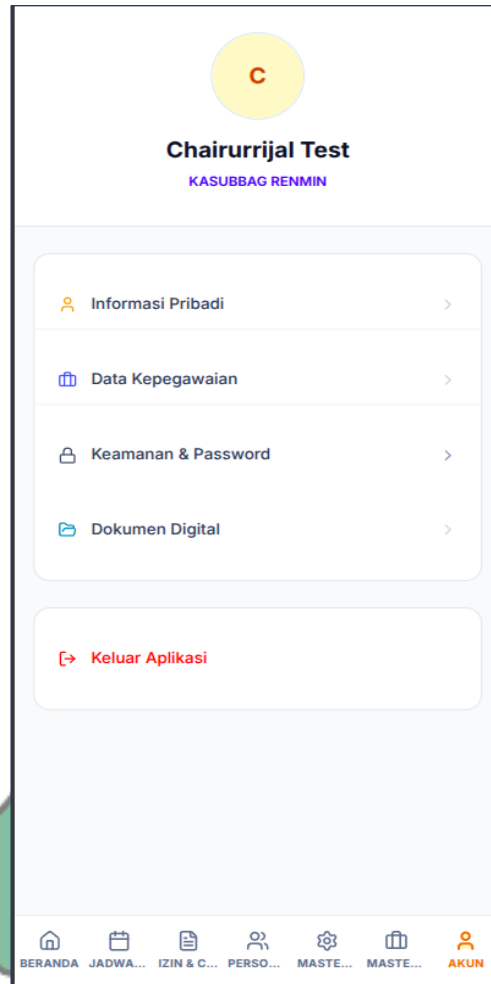 C
Chairurrijal Test
KASUBBAG RENMIN
Informasi Pribadi
Data Kepegawaian
Keamanan & Password
Dokumen Digital
Keluar Aplikasi
BERANDA JADWA... IZIN & C... PERSO... MASTE... MASTE... AKUN